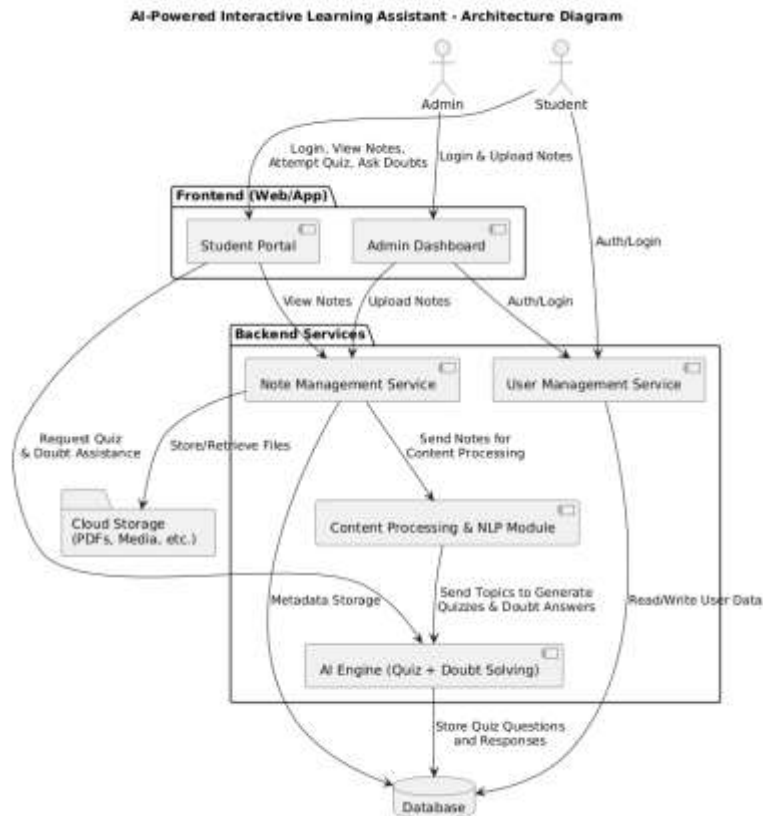 AI-Powered Interactive Learning Assistant - Architecture Diagram
Admin
Student
Login, View Notes,
Attempt Quiz, Ask Doubts
Login & Upload Notes
Frontend (Web/App)
Student Portal
Admin Dashboard
Auth/Login
View Notes
Upload Notes
Auth/Login
Backend Services
Note Management Service
User Management Service
Request Quiz
& Doubt Assistance
Store/Retrieve Files
Send Notes for
Content Processing
Cloud Storage
(PDFs, Media, etc.)
Content Processing & NLP Module
Metadata Storage
Send Topics to Generate
Quizzes & Doubt Answers
Read/Write User Data
AI Engine (Quiz + Doubt Solving)
Store Quiz Questions
and Responses
Database